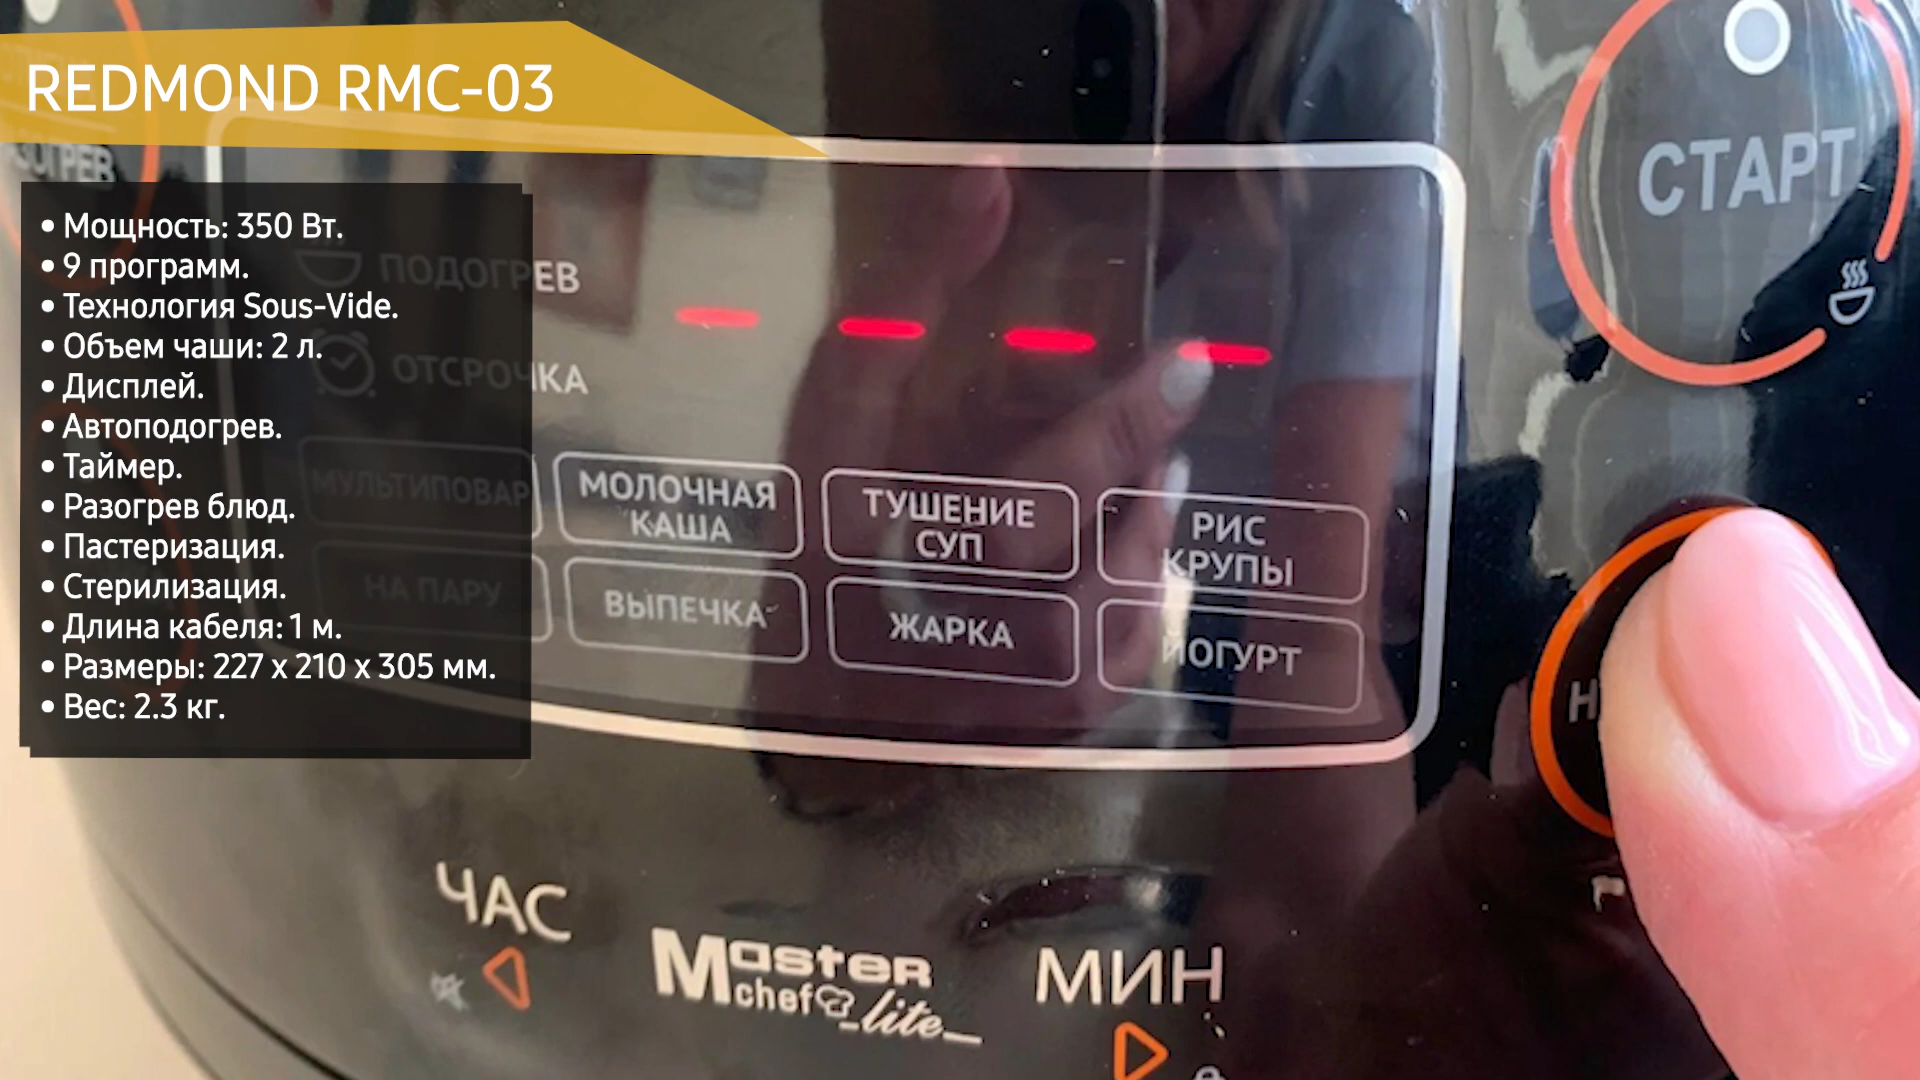 REDMOND RMC-03
• Мощность: 350 Вт.
• 9 программ.
• Технология Sous-Vide.
• Объем чаши: 2 л.
• Дисплей.
• Автоподогрев.
• Таймер.
• Разогрев блюд.
• Пастеризация.
• Стерилизация.
• Длина кабеля: 1 м.
• Размеры: 227 x 210 x 305 мм.
• Вес: 2.3 кг.
ПОДОГРЕВ
ОТСРОЧКА
МУЛЬТИПОВАР
МОЛОЧНАЯ
КАША
ТУШЕНИЕ
СУП
РИС
КРУПЫ
НА ПАРУ
ВЫПЕЧКА
ЖАРКА
ЙОГУРТ
СТАРТ
ЧАС
Master
chef
lite
МИН